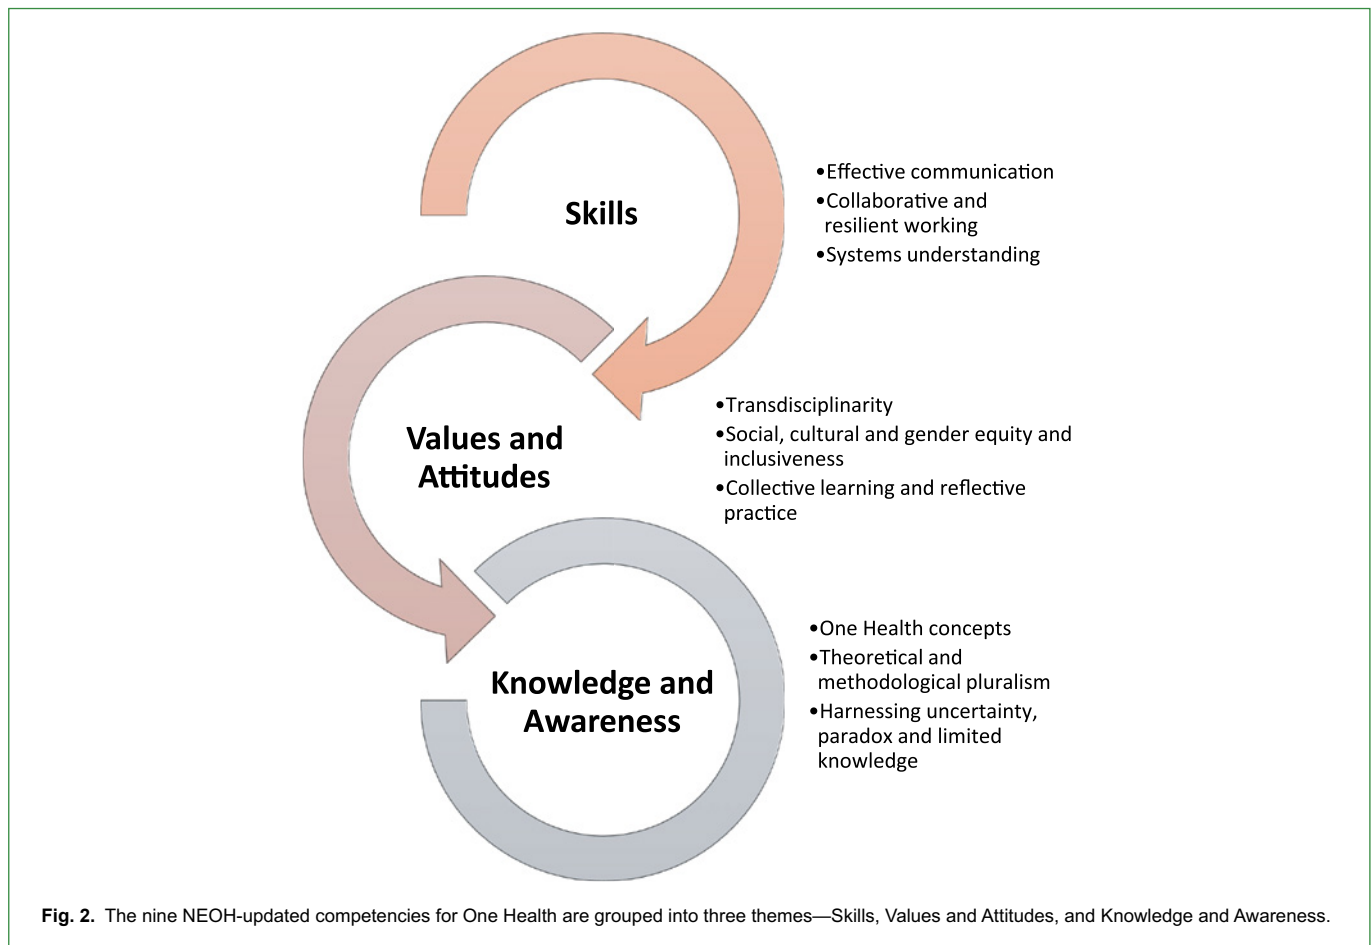 Skills
•Effective communication
•Collaborative and
resilient working
•Systems understanding
Values and
Attitudes
•Transdisciplinarity
•Social, cultural and gender equity and
inclusiveness
•Collective learning and reflective
practice
Knowledge and
Awareness
•One Health concepts
•Theoretical and
methodological pluralism
•Harnessing uncertainty,
paradox and limited
knowledge
Fig. 2. The nine NEOH-updated competencies for One Health are grouped into three themes—Skills, Values and Attitudes, and Knowledge and Awareness.